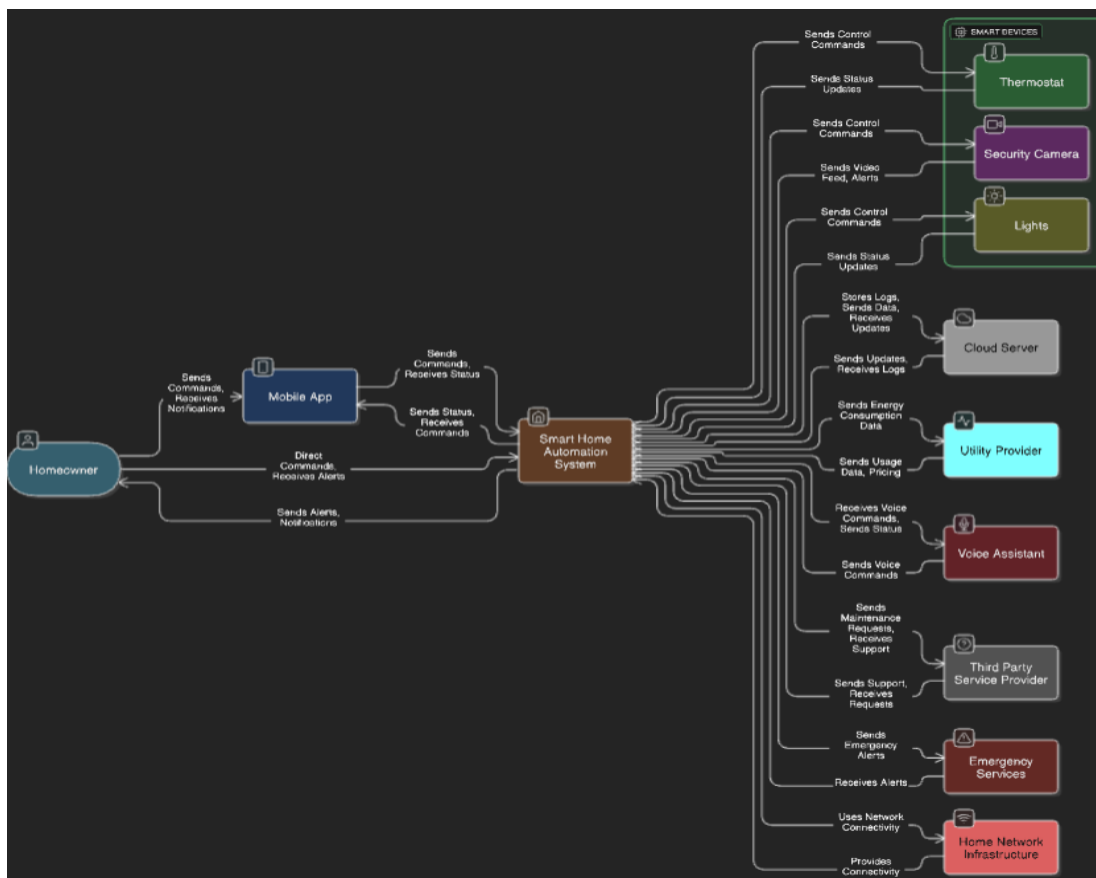 Sends Control
Commands
SMART DEVICES
Thermostat
Sends Status
Updates
Sends Control
Commands
Security Camera
Sends Video
Feed, Alerts
Sends Control
Commands
Lights
Sends Status
Updates
Stores Logs,
Sends Data,
Receives
Updates
Cloud Server
Sends Updates,
Receives Logs
Sends
Commands,
Receives Status
Sends
Commands,
Receives
Notifications
Mobile App
Sends Status,
Receives
Commands
Sends Energy
Consumption
Data
Homeowner
Direct
Commands,
Receives Alerts
Smart Home
Automation
System
Utility Provider
Sends Usage
Data, Pricing
Sends Alerts,
Notifications
Receives Voice
Commands,
Sends Status
Voice Assistant
Sends Voice
Commands
Sends
Maintenance
Requests,
Receives
Support
Third Party
Service Provider
Sends Support,
Receives
Requests
Sends
Emergency
Alerts
Emergency
Services
Receives Alerts
Uses Network
Connectivity
Home Network
Infrastructure
Provides
Connectivity